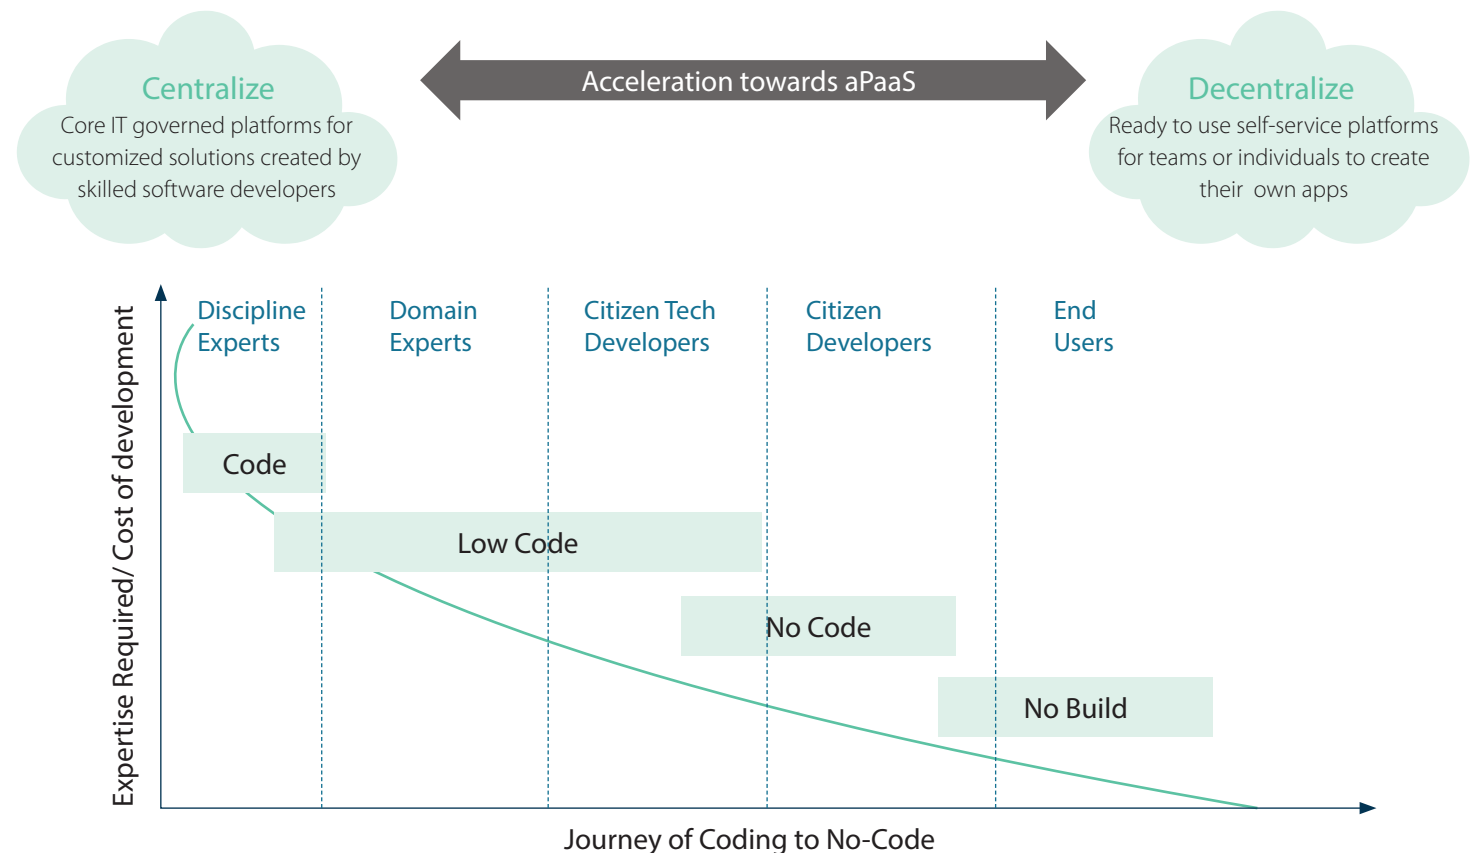 Centralize
Core IT governed platforms for
customized solutions created by
skilled software developers
Acceleration towards aPaaS
Decentralize
Ready to use self-service platforms
for teams or individuals to create
their own apps
Expertise Required/ Cost of development
Discipline
Experts
Domain
Experts
Citizen Tech
Developers
Citizen
Developers
End
Users
Code
Low Code
No Code
No Build
Journey of Coding to No-Code